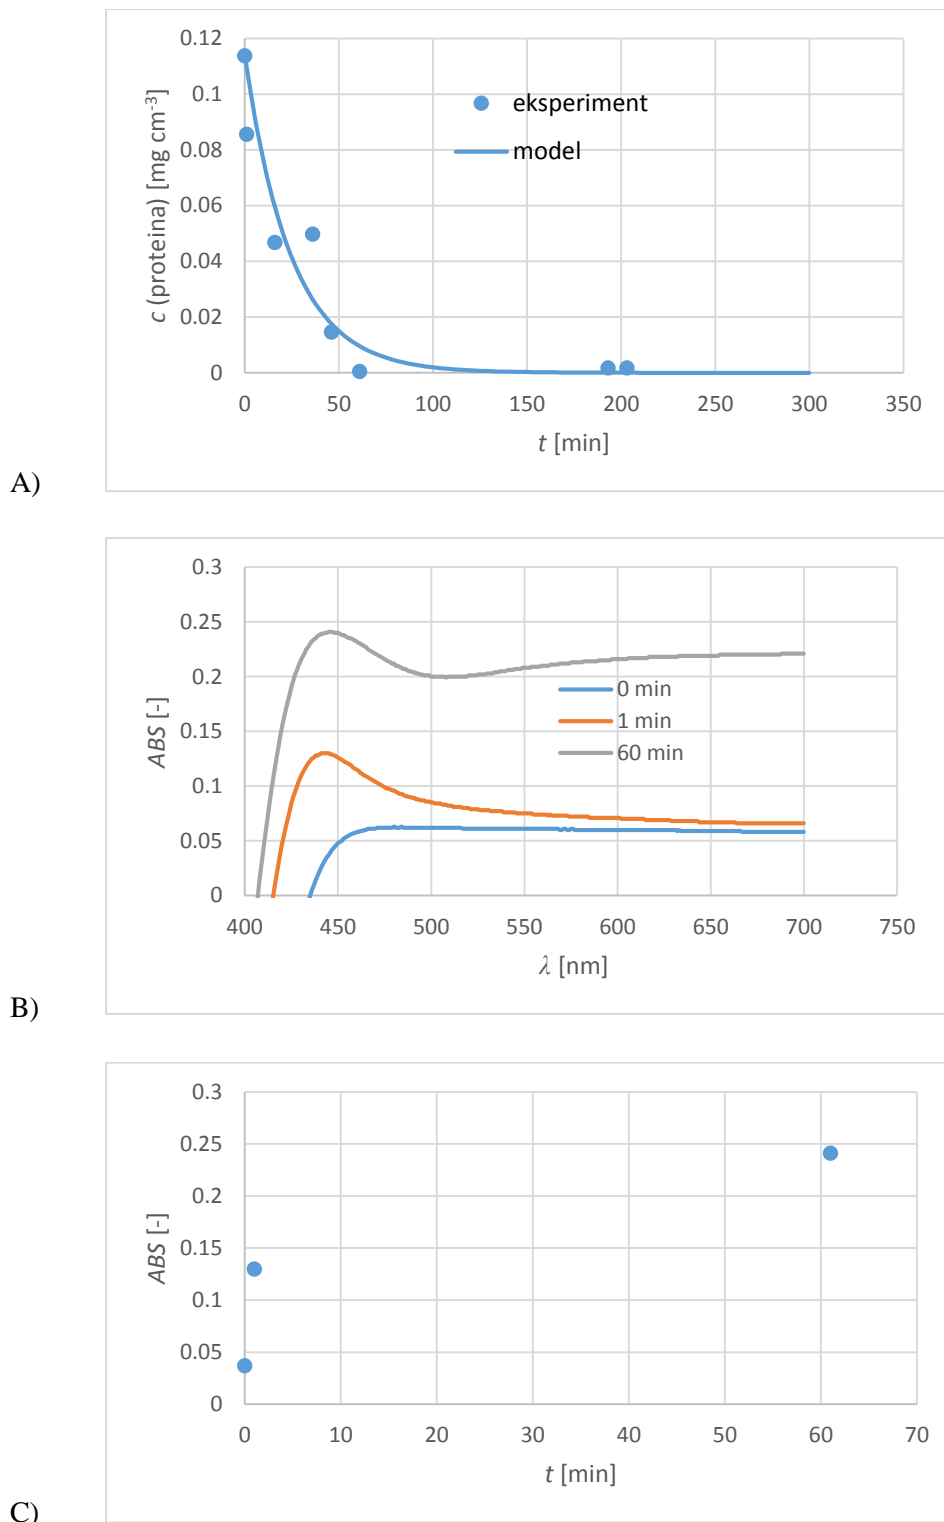 0.12
0.1
0.08
0.06
0.04
0.02
0
c (proteina) [mg cm-3]
eksperiment
model
0 50 100 150 200 250 300 350
t [min]
A)
0.3
0.25
0.2
0.15
0.1
0.05
0
ABS [-]
0 min
1 min
60 min
400 450 500 550 600 650 700 750
λ [nm]
B)
0.3
0.25
0.2
0.15
0.1
0.05
0
ABS [-]
0 10 20 30 40 50 60 70
t [min]
C)